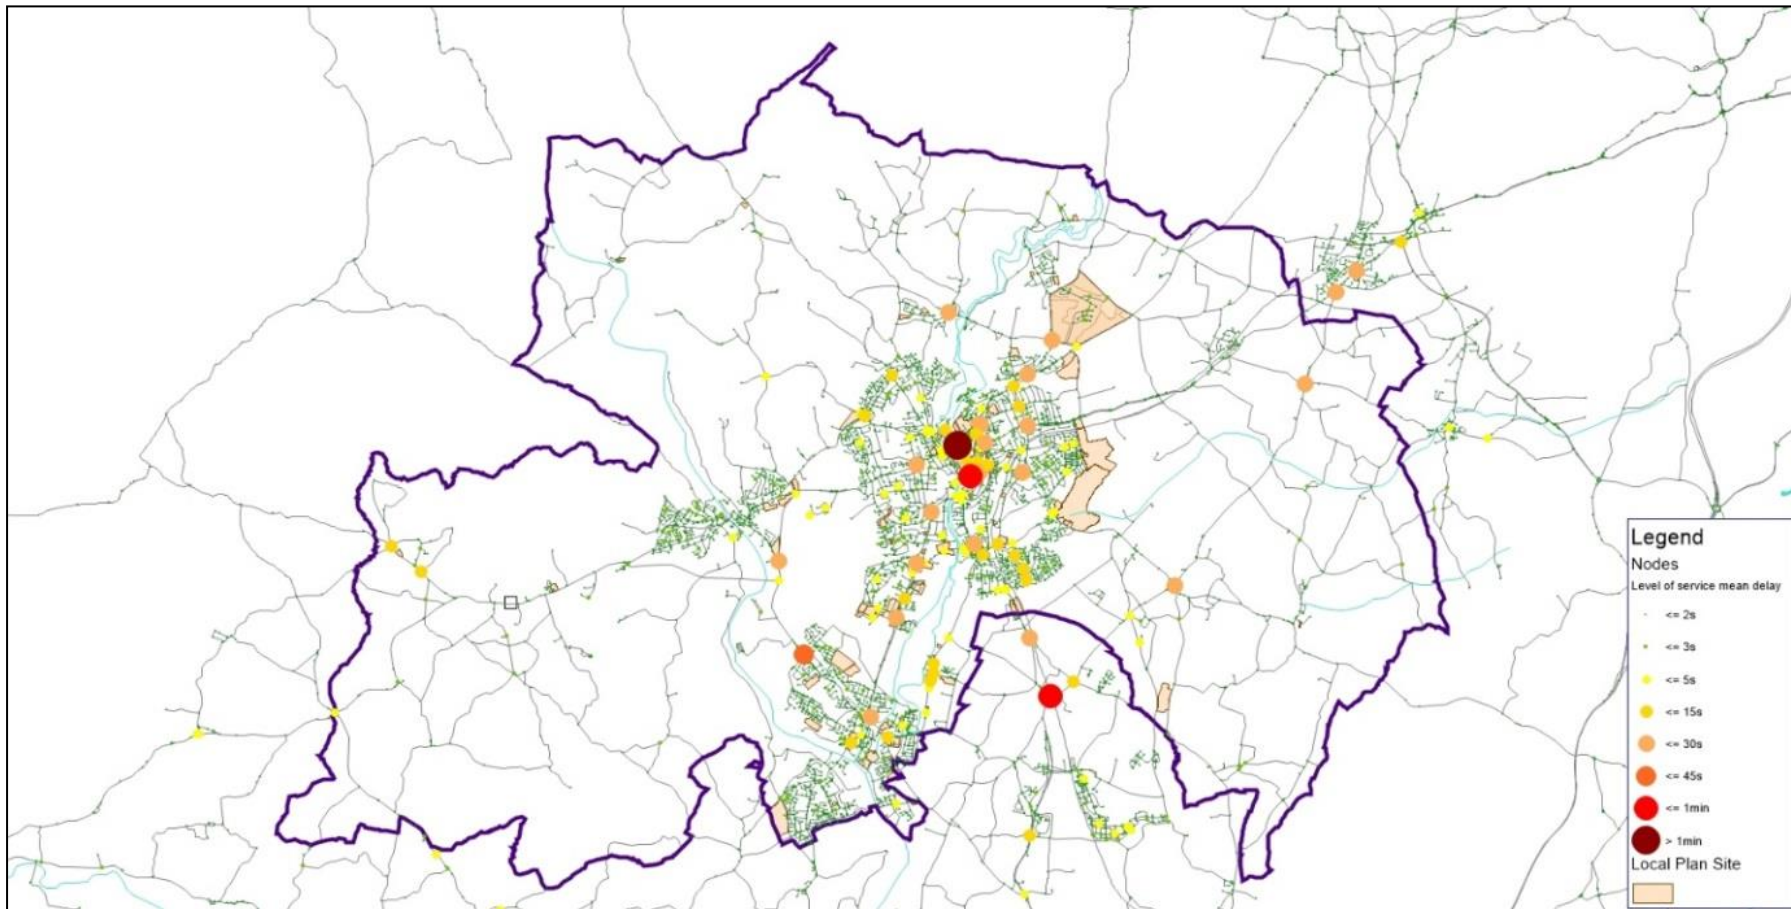 Legend
Nodes
Level of service mean delay
<= 2s
<= 3s
<= 5s
<= 15s
<= 30s
<= 45s
<= 1min
> 1min
Local Plan Site